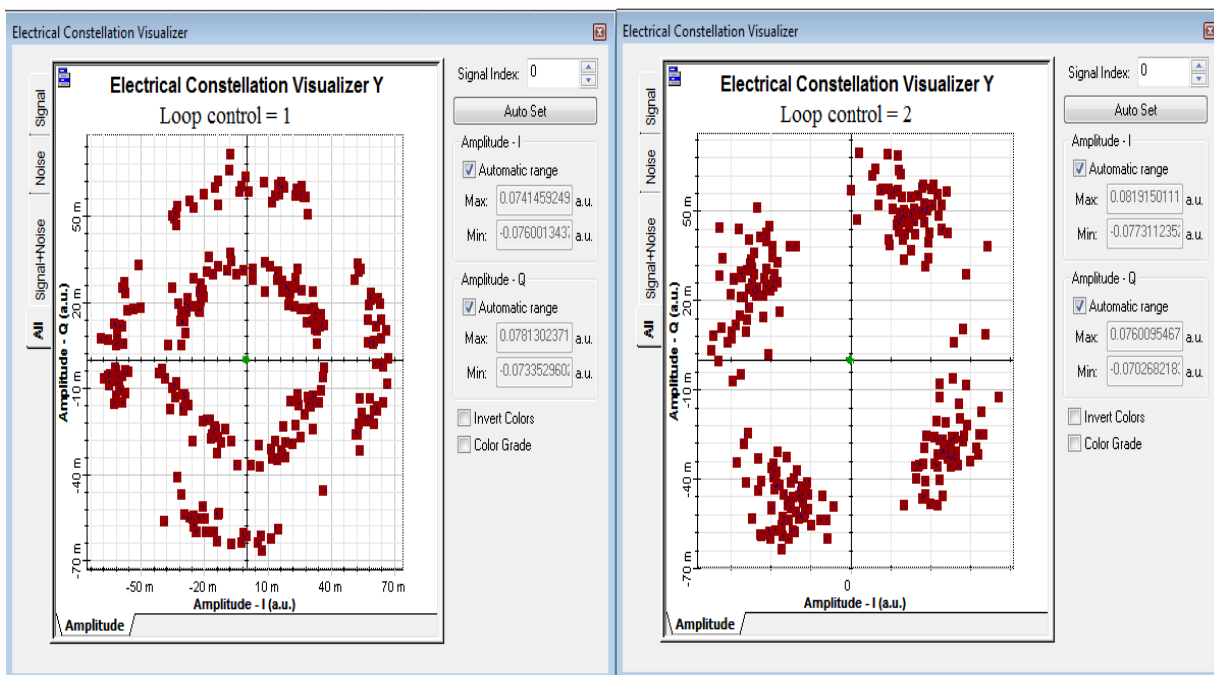 Electrical Constellation Visualizer
Signal
Noise
Signal+Noise
All
Electrical Constellation Visualizer Y
Loop control = 1
Amplitude - Q (a.u.)
50 m
20 m
-10 m
-40 m
-70 m
-50 m -20 m 10 m 40 m 70 m
Amplitude - I (a.u.)
Amplitude
Signal Index: 0
Auto Set
Amplitude - I
Automatic range
Max: 0.0741459249 a.u.
Min: -0.076001343 a.u.
Amplitude - Q
Automatic range
Max: 0.0781302371 a.u.
Min: -0.073352960 a.u.
Invert Colors
Color Grade
Electrical Constellation Visualizer
Signal
Noise
Signal+Noise
All
Electrical Constellation Visualizer Y
Loop control = 2
Amplitude - Q (a.u.)
50 m
20 m
-10 m
-40 m
-70 m
0
Amplitude - I (a.u.)
Amplitude
Signal Index: 0
Auto Set
Amplitude - I
Automatic range
Max: 0.0819150111 a.u.
Min: -0.077311235 a.u.
Amplitude - Q
Automatic range
Max: 0.0760095467 a.u.
Min: -0.070268218 a.u.
Invert Colors
Color Grade